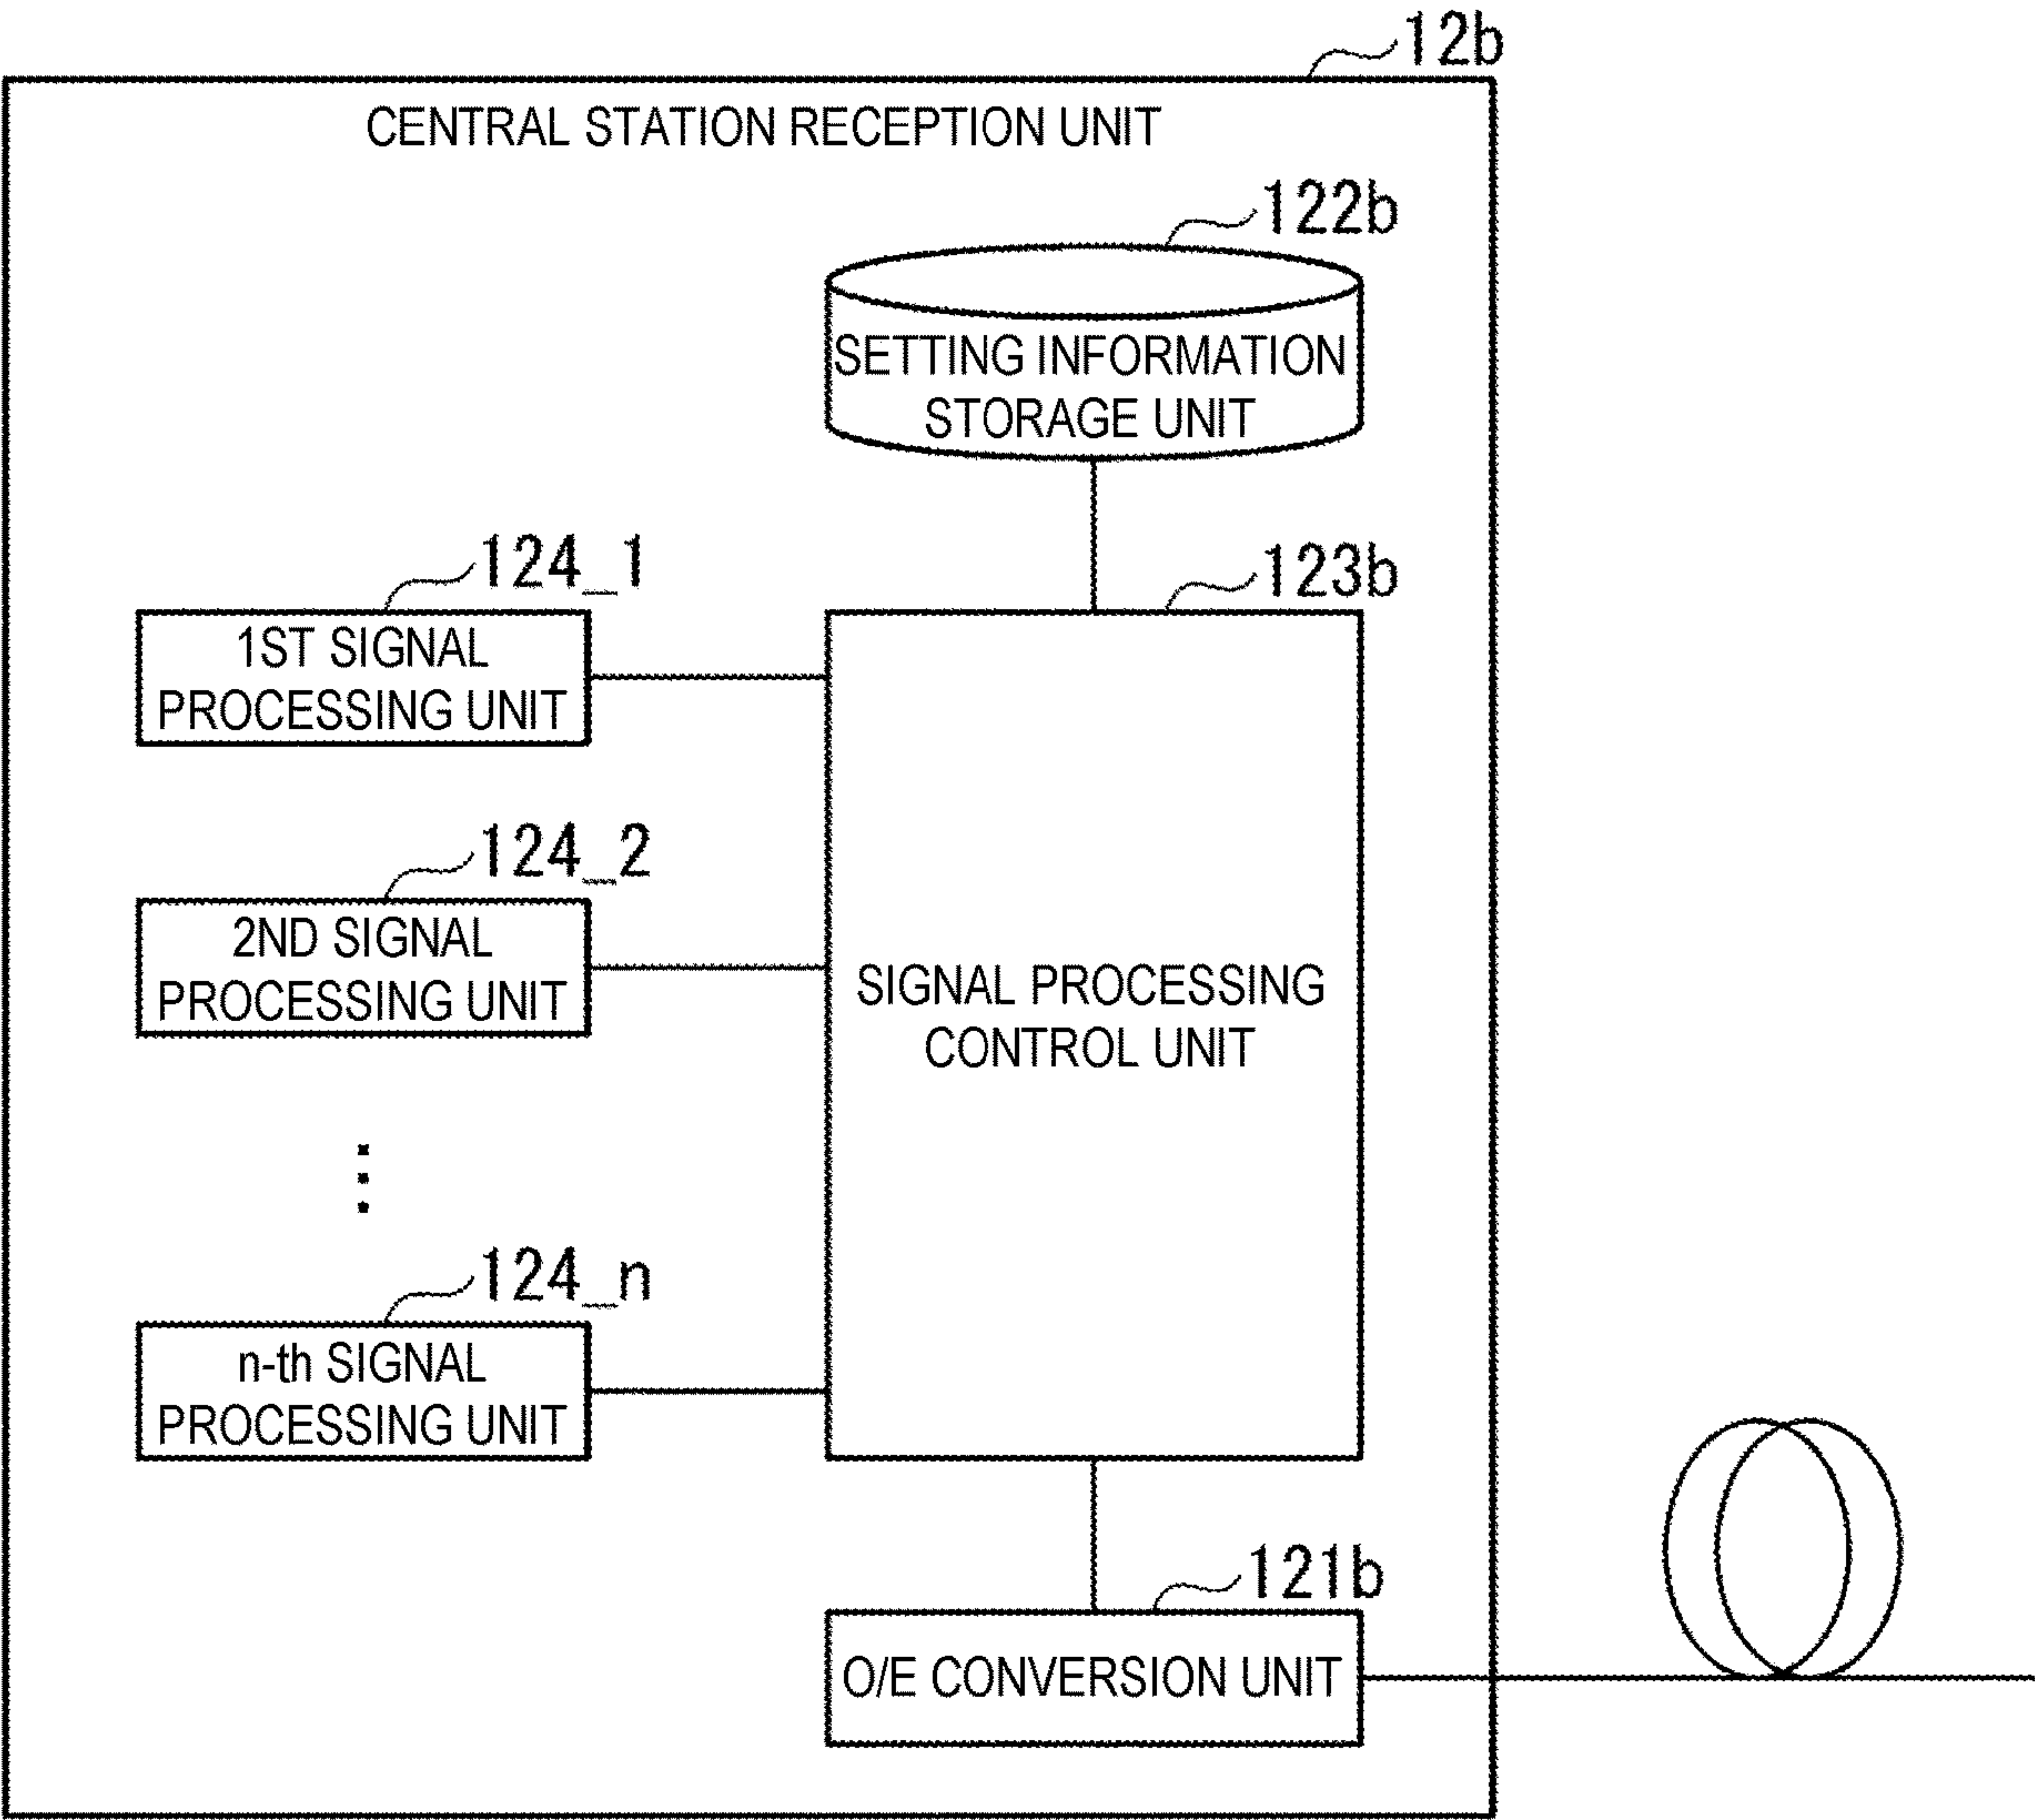 12b
CENTRAL STATION RECEPTION UNIT
122b
SETTING INFORMATION
STORAGE UNIT
124_1
123b
1ST SIGNAL
PROCESSING UNIT
124_2
2ND SIGNAL
PROCESSING UNIT
SIGNAL PROCESSING
CONTROL UNIT
124_n
n-th SIGNAL
PROCESSING UNIT
121b
O/E CONVERSION UNIT